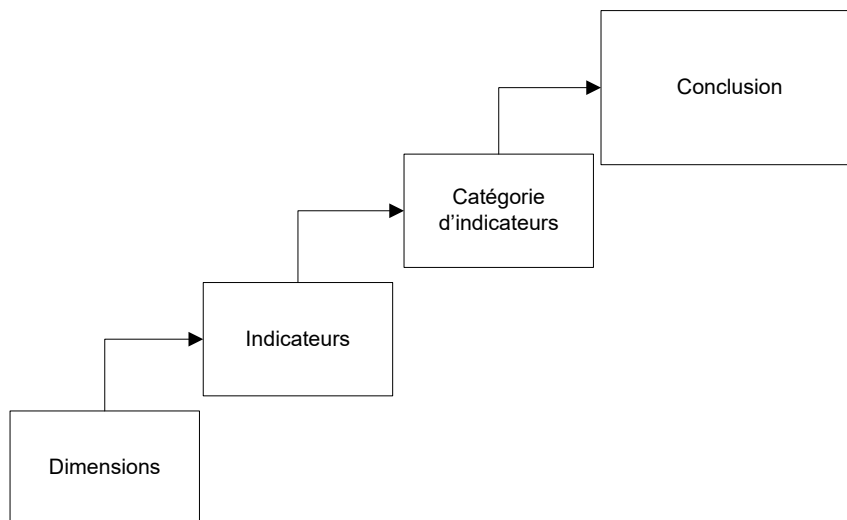 Conclusion
Catégorie
d’indicateurs
Indicateurs
Dimensions